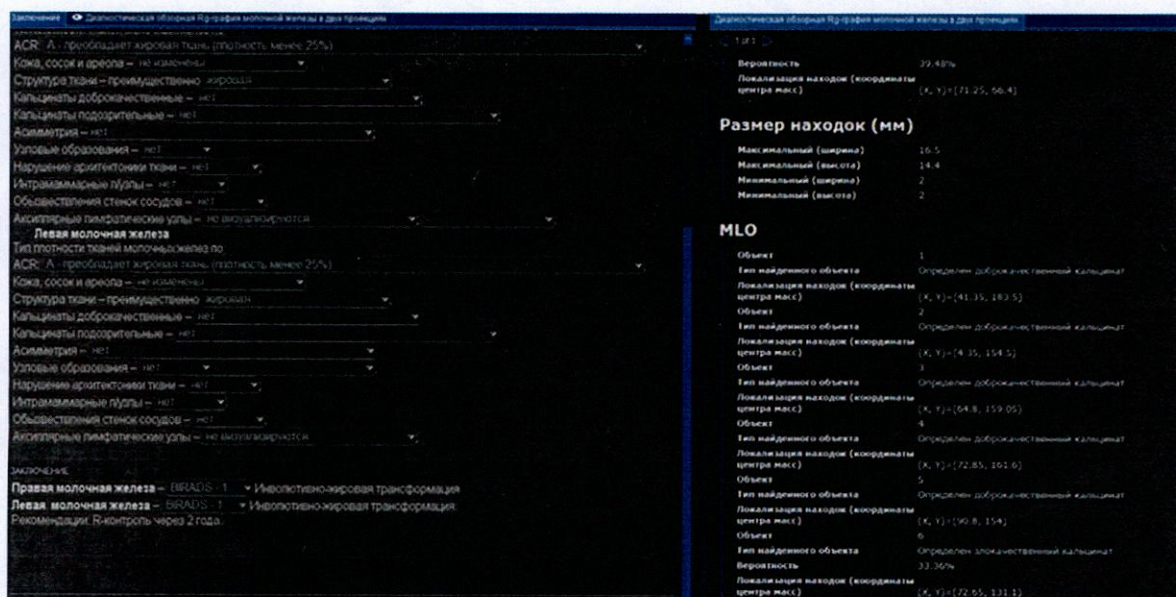 Заключение Диагностическая обзорная Rg-графия молочной железы в двух проекциях
ACR: А - преобладает жировая ткань (плотность менее 25%)
Кожа, сосок и ареола – не изменены
Структура ткани – преимущественно жировая
Кальцинаты доброкачественные – нет
Кальцинаты подозрительные – нет
Асимметрия – нет
Узловые образования – нет
Нарушение архитектоники ткани – нет
Интрамаммарные л/узлы – нет
Обызвествления стенок сосудов – нет
Аксиллярные лимфатические узлы – не визуализируются
Левая молочная железа
Тип плотности тканей молочных желез по
ACR: А - преобладает жировая ткань (плотность менее 25%)
Кожа, сосок и ареола – не изменены
Структура ткани – преимущественно жировая
Кальцинаты доброкачественные – нет
Кальцинаты подозрительные – нет
Асимметрия – нет
Узловые образования – нет
Нарушение архитектоники ткани – нет
Интрамаммарные л/узлы – нет
Обызвествления стенок сосудов – нет
Аксиллярные лимфатические узлы – не визуализируются
ЗАКЛЮЧЕНИЕ
Правая молочная железа – BIRADS - 1 Инволютивно-жировая трансформация
Левая молочная железа – BIRADS - 1 Инволютивно-жировая трансформация
Рекомендации: R-контроль через 2 года.
Диагностическая обзорная Rg-графия молочной железы в двух проекциях
1 of 1
Вероятность 39.48%
Локализация находок (координаты
центра масс) (X, Y)=(71.25, 66.4)
Размер находок (мм)
Максимальный (ширина) 16.5
Максимальный (высота) 14.4
Минимальный (ширина) 2
Минимальный (высота) 2
MLO
Объект 1
Тип найденного объекта Определен доброкачественный кальцинат
Локализация находок (координаты
центра масс) (X, Y)=(41.35, 183.5)
Объект 2
Тип найденного объекта Определен доброкачественный кальцинат
Локализация находок (координаты
центра масс) (X, Y)=(4.35, 154.5)
Объект 3
Тип найденного объекта Определен доброкачественный кальцинат
Локализация находок (координаты
центра масс) (X, Y)=(64.8, 159.05)
Объект 4
Тип найденного объекта Определен доброкачественный кальцинат
Локализация находок (координаты
центра масс) (X, Y)=(72.85, 161.6)
Объект 5
Тип найденного объекта Определен доброкачественный кальцинат
Локализация находок (координаты
центра масс) (X, Y)=(90.8, 154)
Объект 6
Тип найденного объекта Определен злокачественный кальцинат
Вероятность 33.36%
Локализация находок (координаты
центра масс) (X, Y)=(72.65, 131.1)